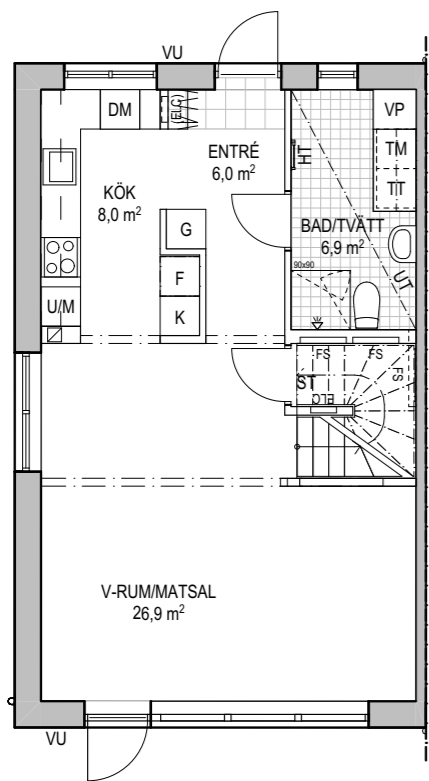 VU
DM
(ELC)
VP
ENTRÉ
6,0 m²
HT
TM
KÖK
8,0 m²
TT
G
BAD/TVÄTT
6,9 m²
F
90x90
UT
U/M
K
FS
FS
FS
ST
ELC
V-RUM/MATSAL
26,9 m²
VU